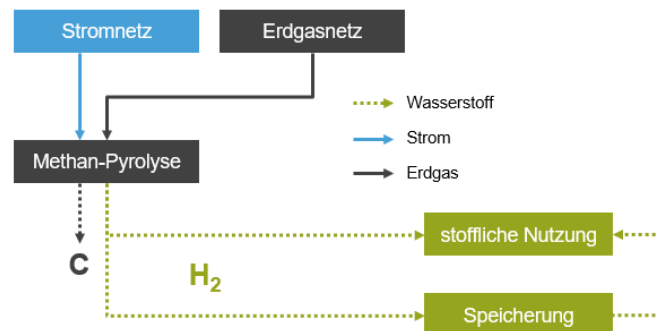 Stromnetz
Erdgasnetz
Wasserstoff
Strom
Erdgas
Methan-Pyrolyse
C
H₂
stoffliche Nutzung
Speicherung